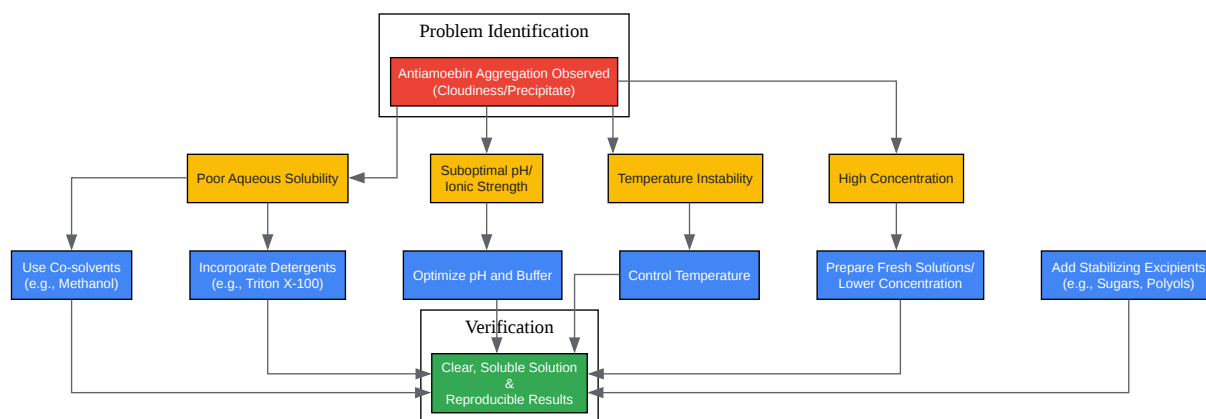 Problem Identification
Antiamoebin Aggregation Observed
(Cloudiness/Precipitate)
Poor Aqueous Solubility
Suboptimal pH/
Ionic Strength
Temperature Instability
High Concentration
Use Co-solvents
(e.g., Methanol)
Incorporate Detergents
(e.g., Triton X-100)
Optimize pH and Buffer
Control Temperature
Prepare Fresh Solutions/
Lower Concentration
Add Stabilizing Excipients
(e.g., Sugars, Polyols)
Verification
Clear, Soluble Solution
&
Reproducible Results